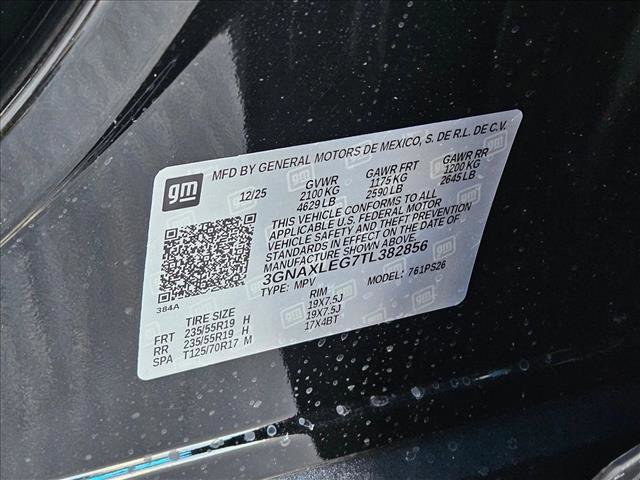 MFD BY GENERAL MOTORS DE MEXICO, S. DE R.L. DE C.V.
gm
12/25 GVWR GAWR FRT GAWR RR
2100 KG 1175 KG 1200 KG
4629 LB 2590 LB 2645 LB
THIS VEHICLE CONFORMS TO ALL
APPLICABLE U.S. FEDERAL MOTOR
VEHICLE SAFETY AND THEFT PREVENTION
STANDARDS IN EFFECT ON THE DATE OF
MANUFACTURE SHOWN ABOVE.
3GNAXLEG7TL382856
TYPE: MPV MODEL: 761PS26
384A
TIRE SIZE RIM
FRT 235/55R19 H 19X7.5J
RR 235/55R19 H 19X7.5J
SPA T125/70R17 M 17X4BT